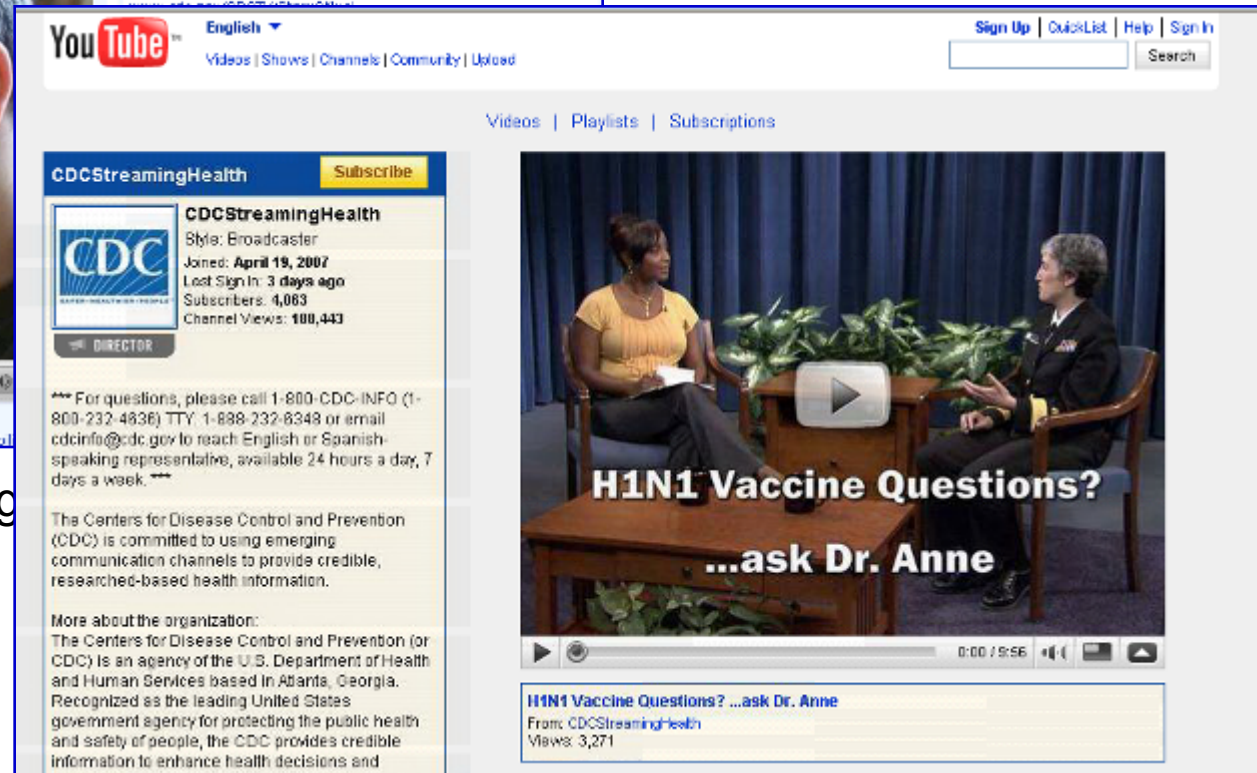 You Tube
English
Videos | Shows | Channels | Community | Upload
Sign Up | QuickList | Help | Sign In
Search
Videos | Playlists | Subscriptions
CDCStreamingHealth
Subscribe
CDC
SAFER • HEALTHIER • PEOPLE
DIRECTOR
CDCStreamingHealth
Style: Broadcaster
Joined: April 19, 2007
Last Sign In: 3 days ago
Subscribers: 4,063
Channel Views: 188,443
*** For questions, please call 1-800-CDC-INFO (1-
800-232-4636) TTY: 1-888-232-6348 or email
cdcinfo@cdc.gov to reach English or Spanish-
speaking representative, available 24 hours a day, 7
days a week. ***
The Centers for Disease Control and Prevention
(CDC) is committed to using emerging
communication channels to provide credible,
researched-based health information.
More about the organization:
The Centers for Disease Control and Prevention (or
CDC) is an agency of the U.S. Department of Health
and Human Services based in Atlanta, Georgia.
Recognized as the leading United States
government agency for protecting the public health
and safety of people, the CDC provides credible
information to enhance health decisions and
H1N1 Vaccine Questions?
...ask Dr. Anne
0:00 / 9:56
H1N1 Vaccine Questions? ...ask Dr. Anne
From: CDCStreamingHealth
Views: 3,271